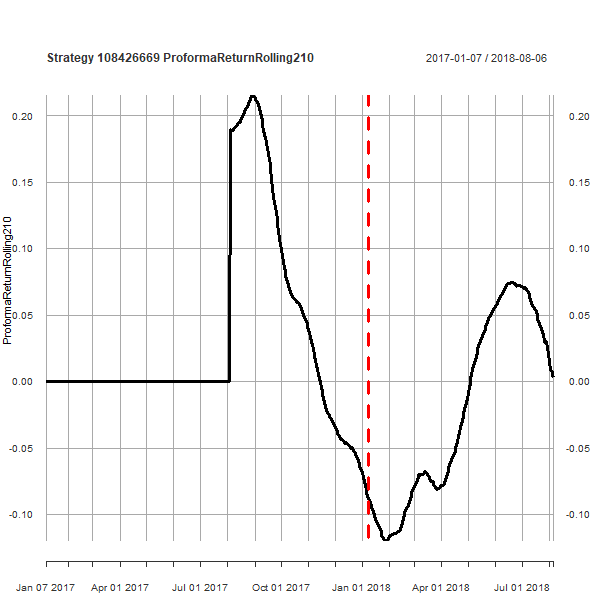 Strategy 108426669 ProformaReturnRolling210
2017-01-07 / 2018-08-06
ProformaReturnRolling210
0.20 0.20
0.15 0.15
0.10 0.10
0.05 0.05
0.00 0.00
-0.05 -0.05
-0.10 -0.10
Jan 07 2017 Apr 01 2017 Jul 01 2017 Oct 01 2017 Jan 01 2018 Apr 01 2018 Jul 01 2018